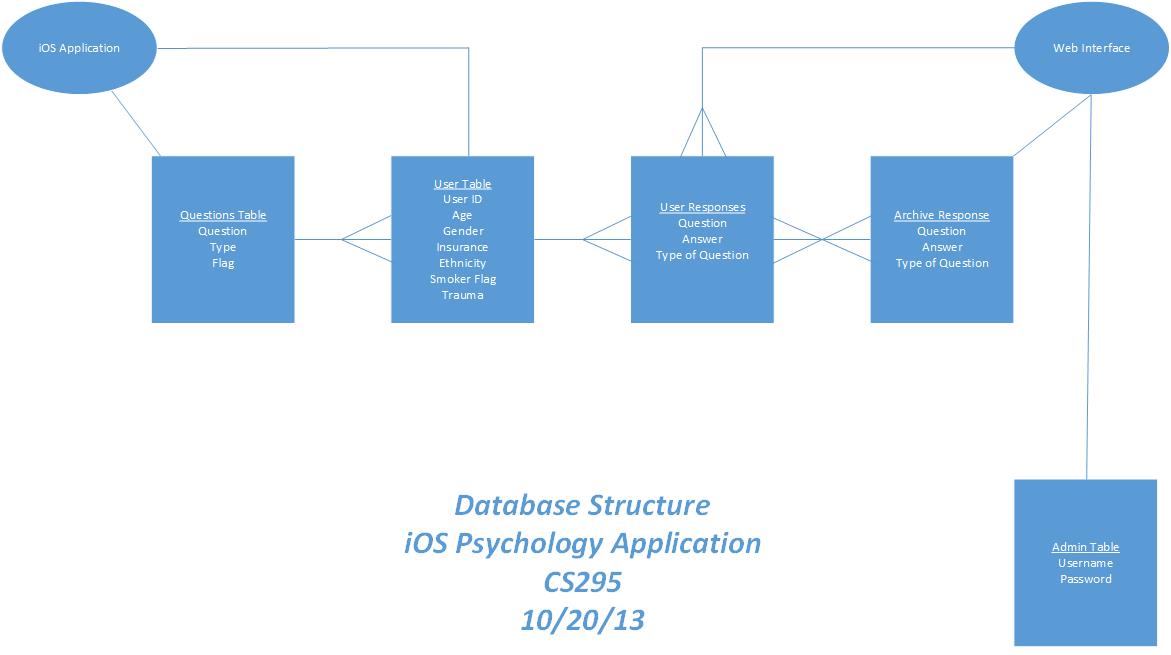 iOS Application
Web Interface
Questions Table
Question
Type
Flag
User Table
User ID
Age
Gender
Insurance
Ethnicity
Smoker Flag
Trauma
User Responses
Question
Answer
Type of Question
Archive Response
Question
Answer
Type of Question
Database Structure
iOS Psychology Application
CS295
10/20/13
Admin Table
Username
Password